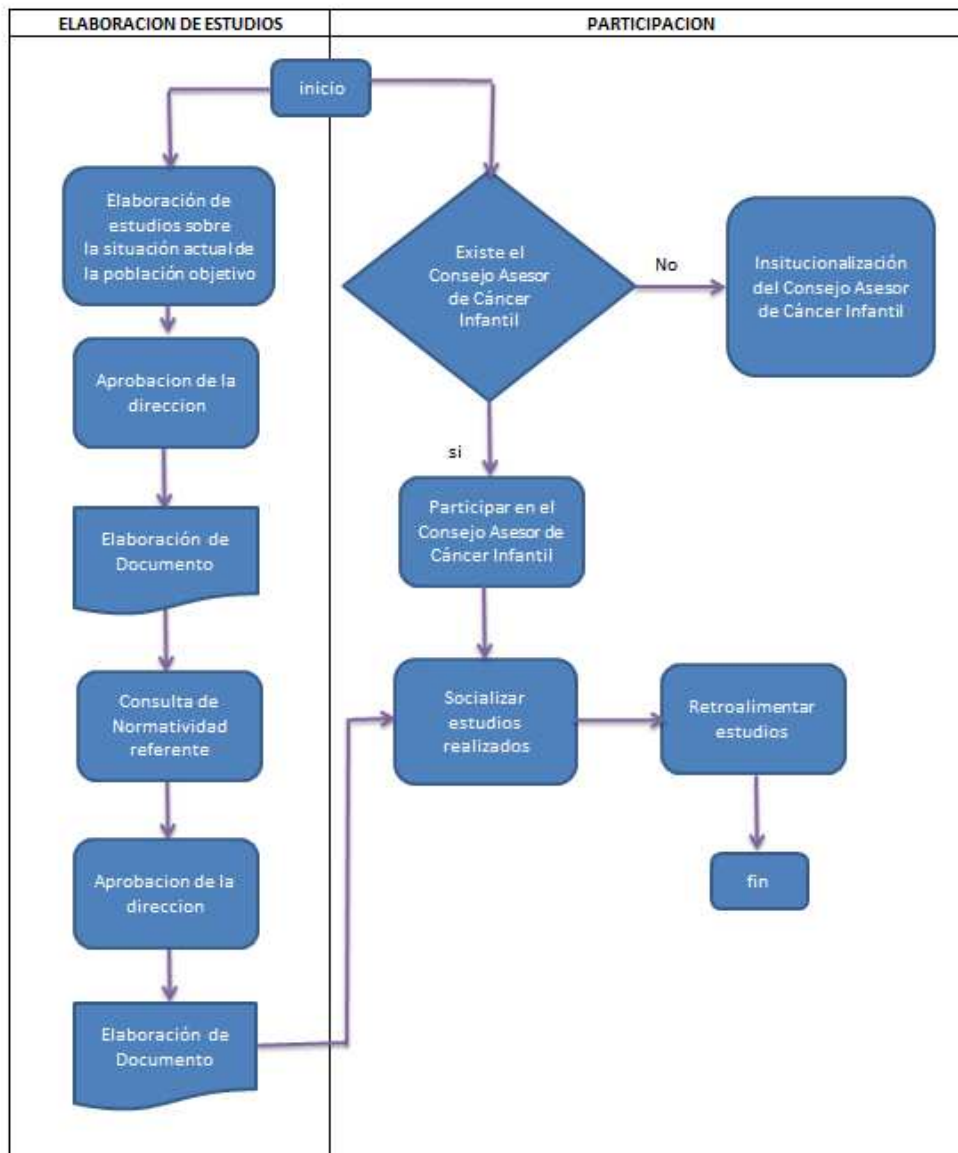 ELABORACION DE ESTUDIOS
PARTICIPACION
inicio
Elaboración de
estudios sobre
la situación actual de
la población objetivo
Aprobacion de la
direccion
Elaboración de
Documento
Consulta de
Normatividad
referente
Aprobacion de la
direccion
Elaboración de
Documento
Existe el
Consejo Asesor
de Cáncer
Infantil
No
Insitucionalización
del Consejo Asesor
de Cáncer Infantil
si
Participar en el
Consejo Asesor de
Cáncer Infantil
Socializar
estudios
realizados
Retroalimentar
estudios
fin